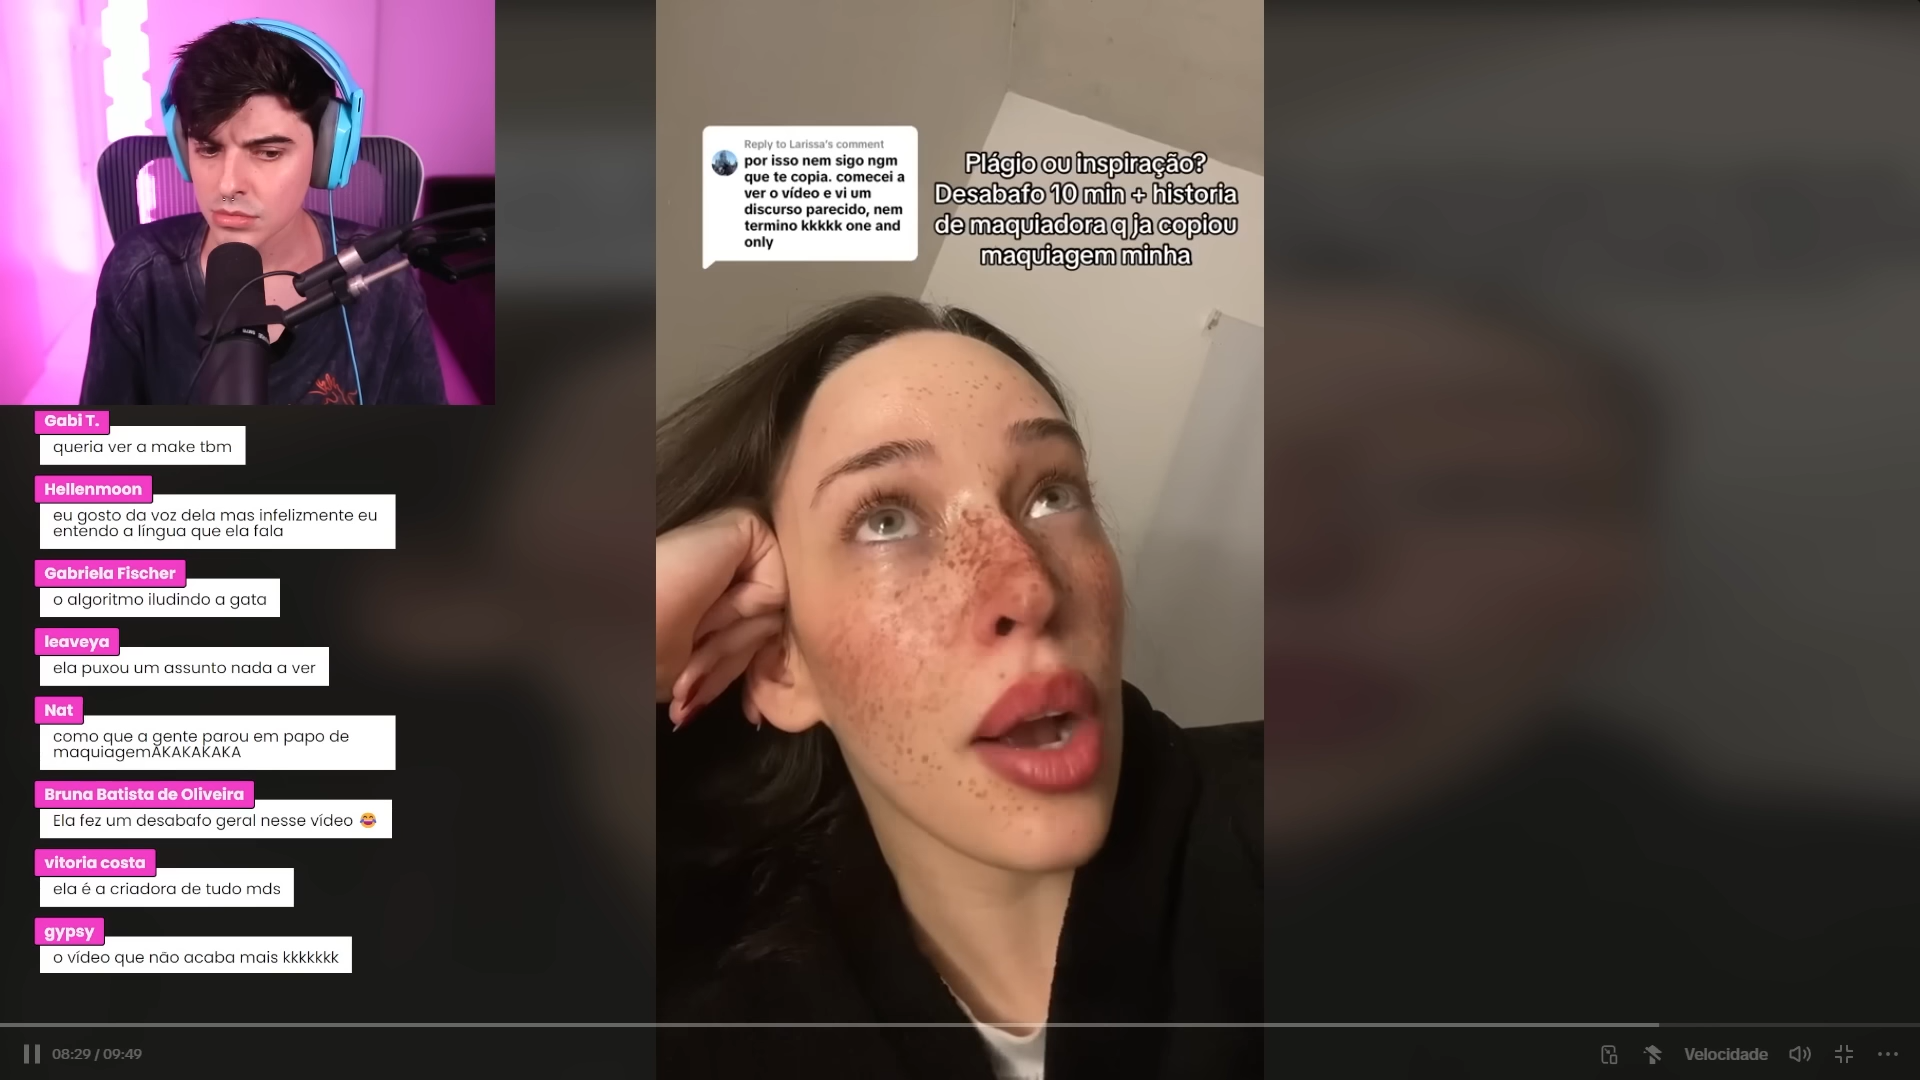 Gabi T.
queria ver a make tbm
Hellenmoon
eu gosto da voz dela mas infelizmente eu
entendo a língua que ela fala
Gabriela Fischer
o algoritmo iludindo a gata
leaveya
ela puxou um assunto nada a ver
Nat
como que a gente parou em papo de
maquiagemAKAKAKAKA
Bruna Batista de Oliveira
Ela fez um desabafo geral nesse vídeo 😂
vitoria costa
ela é a criadora de tudo mds
gypsy
o vídeo que não acaba mais kkkkkkk
Reply to Larissa's comment
por isso nem sigo ngm
que te copia. comecei a
ver o vídeo e vi um
discurso parecido, nem
termino kkkkk one and
only
Plágio ou inspiração?
Desabafo 10 min + historia
de maquiadora q ja copiou
maquiagem minha
08:29 / 09:49
Velocidade